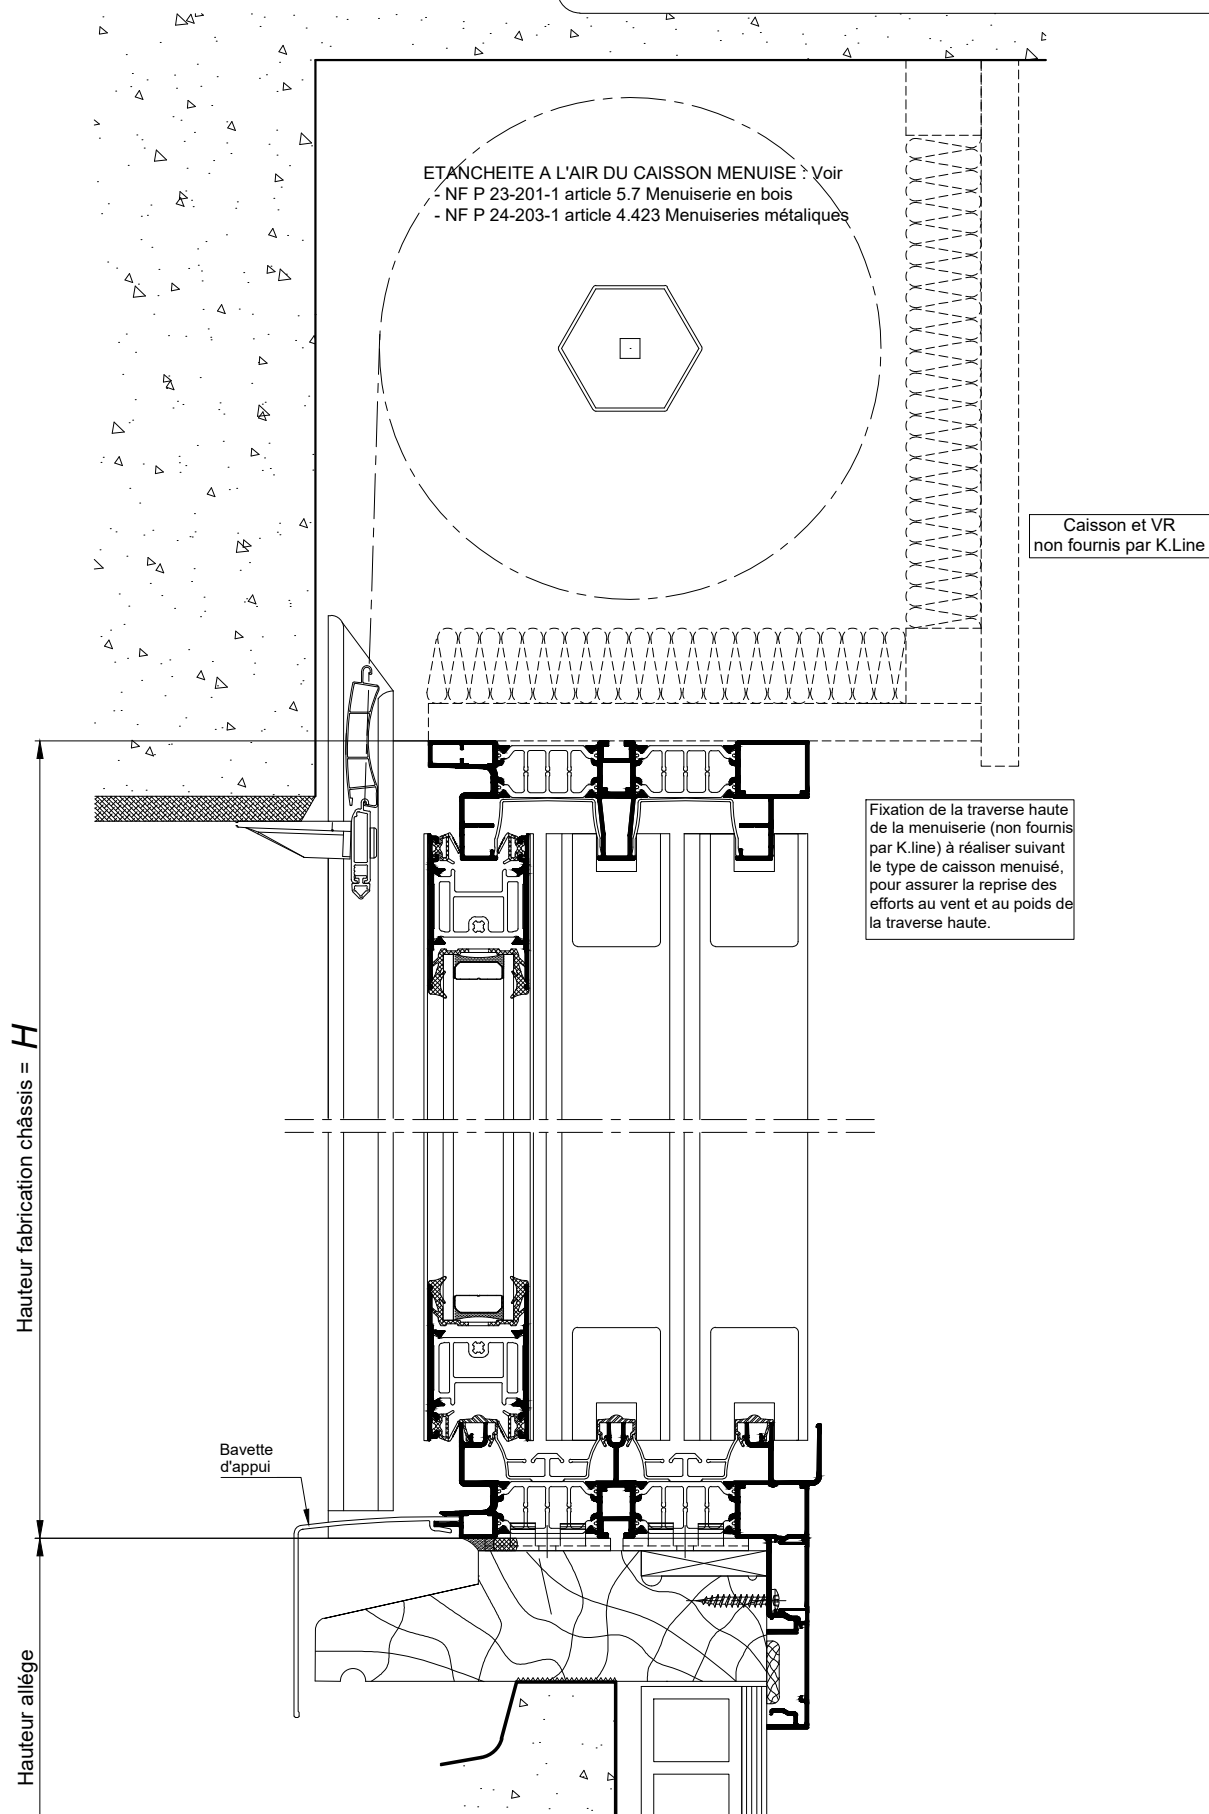 ETANCHEITE A L'AIR DU CAISSON MENUISE : Voir
- NF P 23-201-1 article 5.7 Menuiserie en bois
- NF P 24-203-1 article 4.423 Menuiseries métaliques
Caisson et VR
non fournis par K.Line
Fixation de la traverse haute
de la menuiserie (non fournis
par K.line) à réaliser suivant
le type de caisson menuisé,
pour assurer la reprise des
efforts au vent et au poids de
la traverse haute.
Hauteur fabrication châssis = H
Bavette
d'appui
Hauteur allége